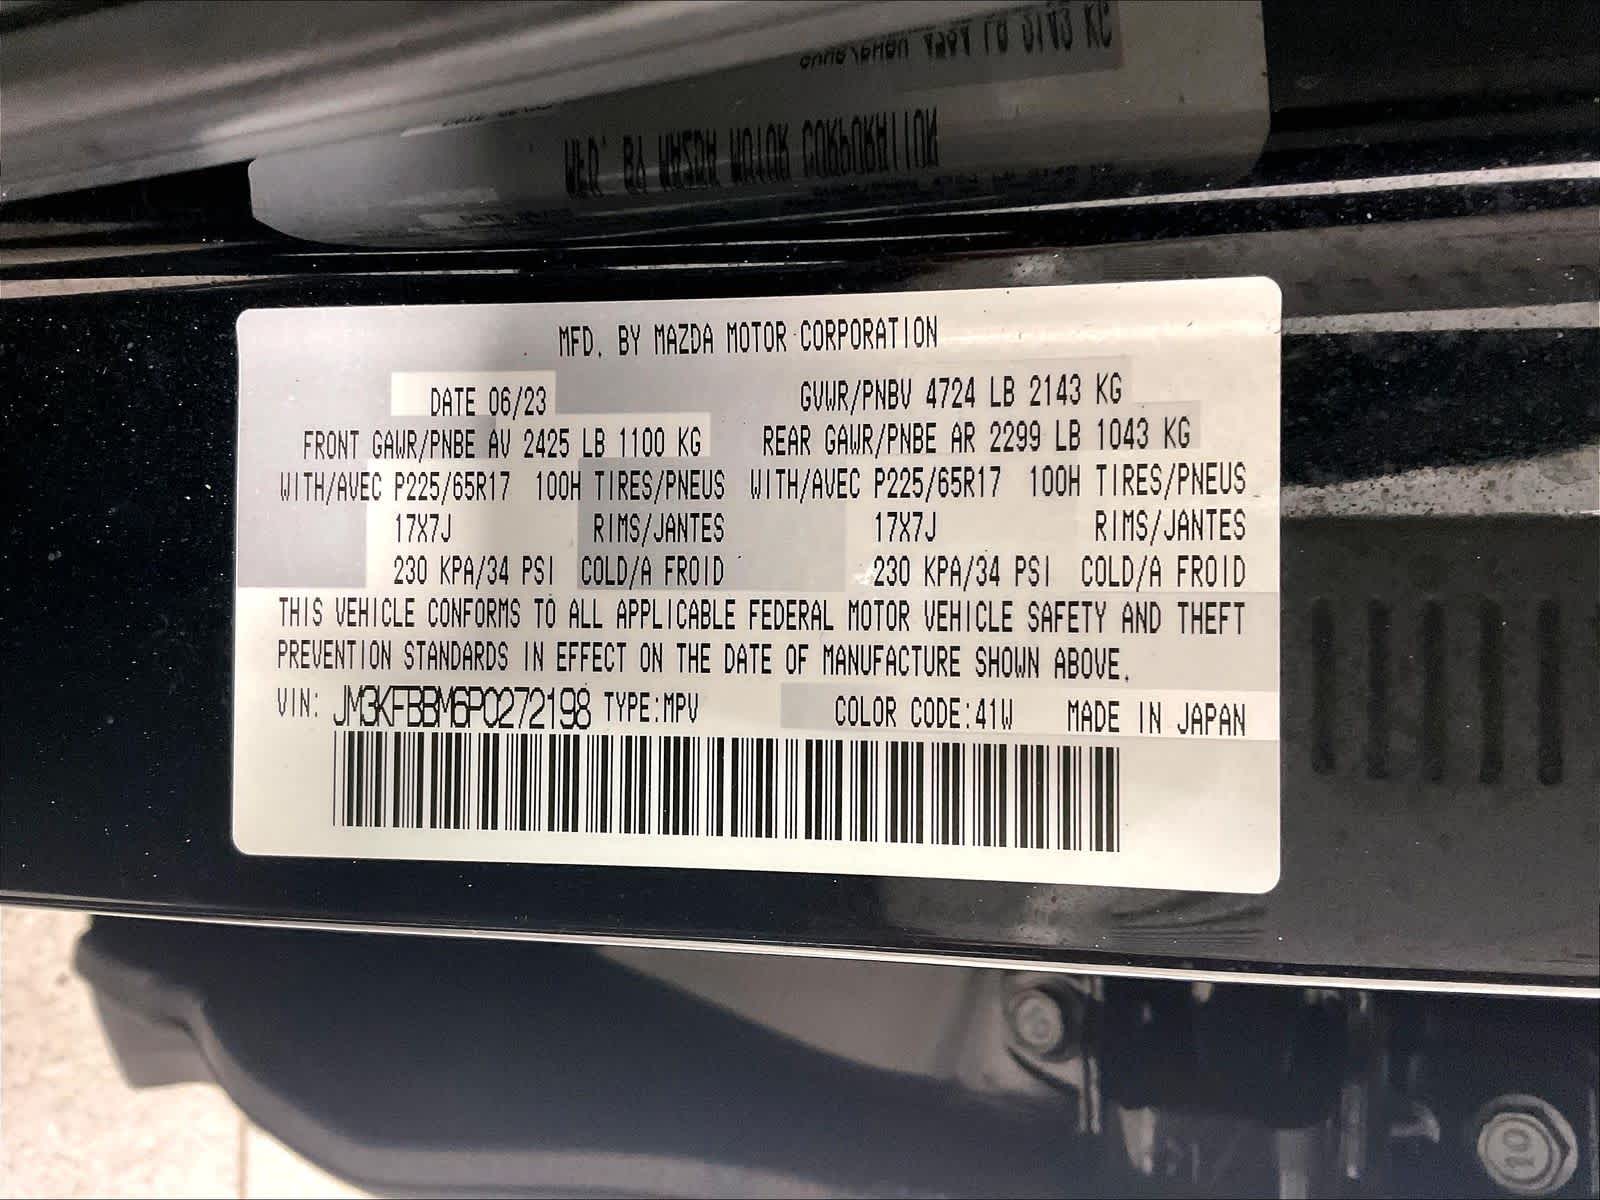 MFD. BY MAZDA MOTOR CORPORATION
DATE 06/23 GVWR/PNBV 4724 LB 2143 KG
FRONT GAWR/PNBE AV 2425 LB 1100 KG REAR GAWR/PNBE AR 2299 LB 1043 KG
WITH/AVEC P225/65R17 100H TIRES/PNEUS WITH/AVEC P225/65R17 100H TIRES/PNEUS
17X7J RIMS/JANTES 17X7J RIMS/JANTES
230 KPA/34 PSI COLD/A FROID 230 KPA/34 PSI COLD/A FROID
THIS VEHICLE CONFORMS TO ALL APPLICABLE FEDERAL MOTOR VEHICLE SAFETY AND THEFT
PREVENTION STANDARDS IN EFFECT ON THE DATE OF MANUFACTURE SHOWN ABOVE.
VIN: JM3KFBBM6P0272198 TYPE:MPV COLOR CODE:41W MADE IN JAPAN
10